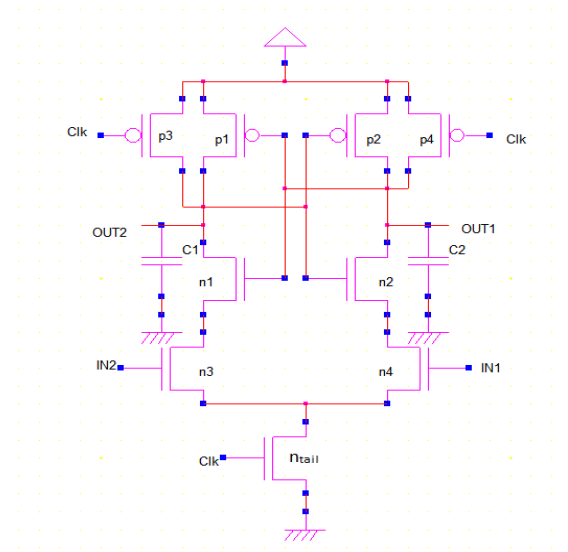 Clk p3 p1 p2 p4 Clk
OUT2 C1 OUT1 C2
n1 n2
IN2 n3 n4 IN1
Clk ntail